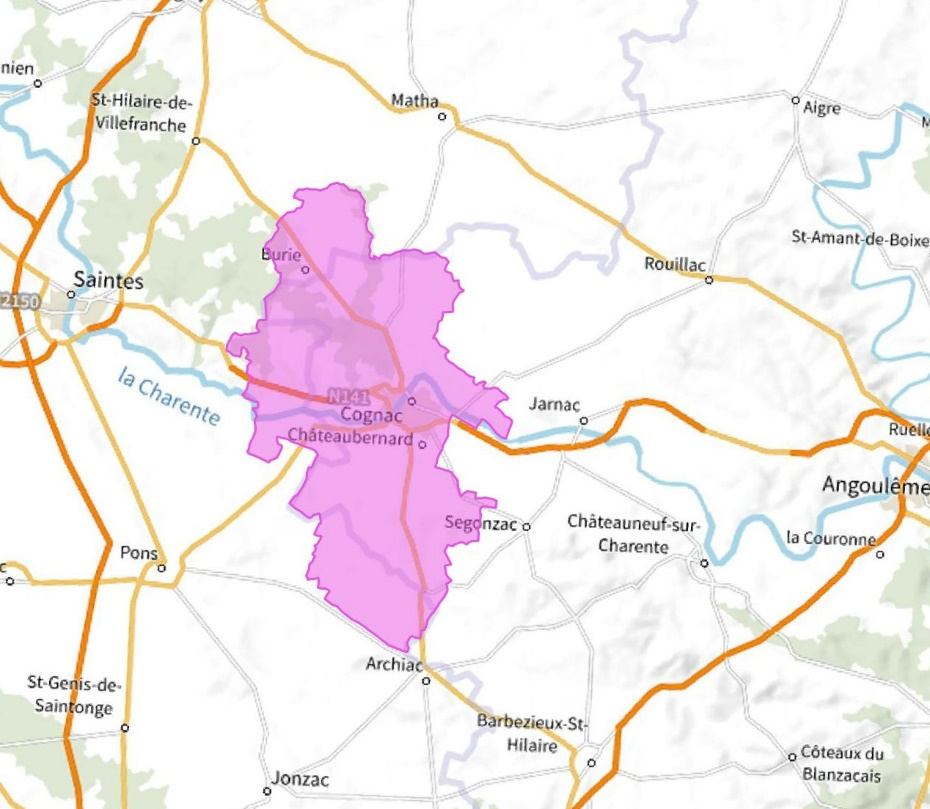 nien
St-Hilaire-de-
Villefranche
Matha
Aigre
St-Amant-de-Boixe
Burie
Rouillac
Saintes
2150
la Charente
N141
Cognac
Châteaubernard
Jarnac
Ruelle
Angoulême
Segonzac
Châteauneuf-sur-
Charente
la Couronne
Pons
c
Archiac
St-Genis-de-
Saintonge
Barbezieux-St-
Hilaire
Côteaux du
Blanzacais
Jonzac